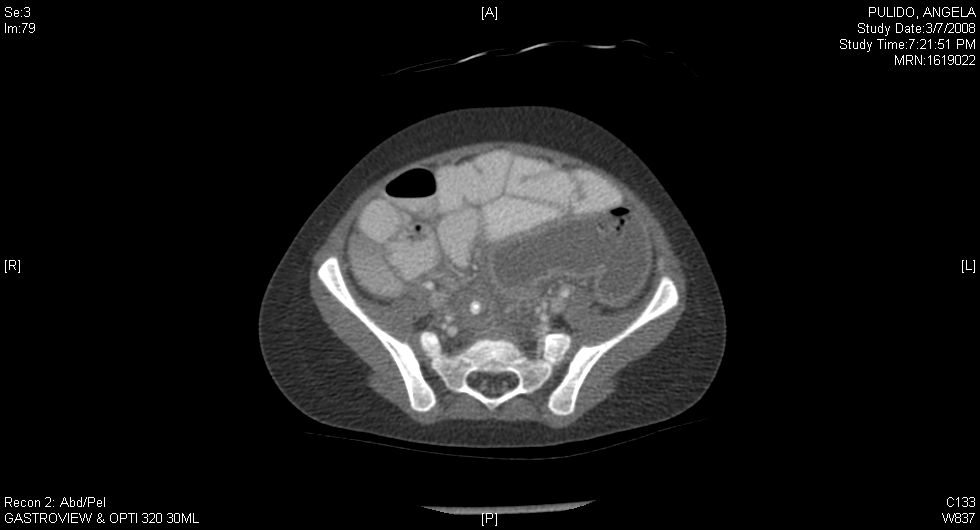 Se:3
Im:79
[A]
PULIDO, ANGELA
Study Date:3/7/2008
Study Time:7:21:51 PM
MRN:1619022
[R]
[L]
Recon 2: Abd/Pel
GASTROVIEW & OPTI 320 30ML
[P]
C133
W837